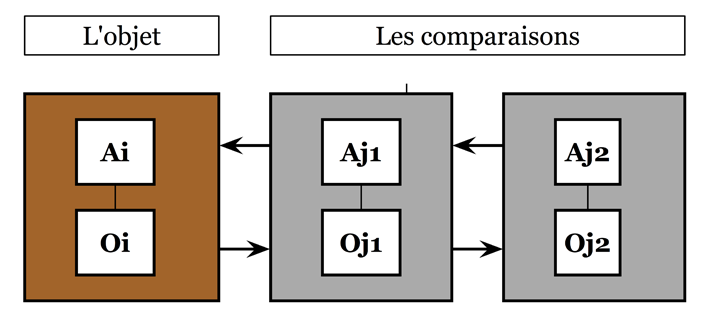 L'objet
Les comparaisons
Ai
Aj1
Aj2
Oi
Oj1
Oj2